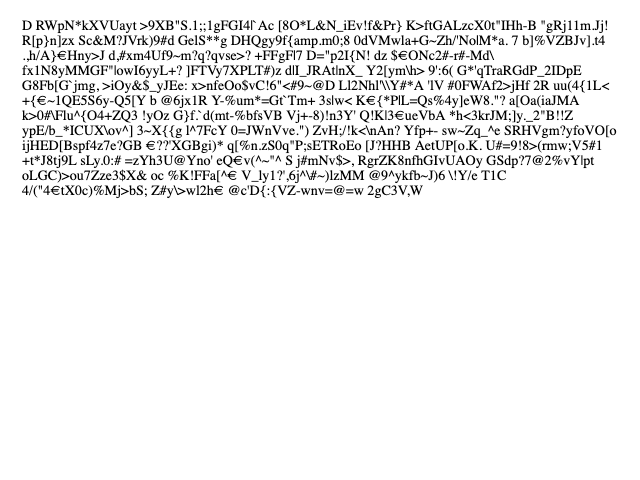 D RWpN*kXVUayt >9XB"S.1;;1gFGI4l`Ac [8O*L&N_iEv!f&Pr} K>ftGALzcX0t"IHh-B "gRj11m.Jj!
R[p}n]zx Sc&M?JVrk)9#d GelS**g DHQgy9f{amp.m0;8 0dVMwla+G~Zh/'NolM*a. 7 b]%VZBJv].t4
.,h/A}€Hny>J d,#xm4Uf9~m?q?qvse>? +FFgF|7 D="p2I{N! dz $€ONc2#-r#-Md\
fx1N8yMMGF"lowI6yyL+? ]FTVy7XPLT#)z dlI_JRAtlnX_ Y2[ym\h> 9':6( G*'qTraRGdP_2IDpE
G8Fb[G`jmg, >iOy&$_yJEe: x>nfeOo$vC!6"<#9~@D Ll2Nhl'\\Y#*A 'lV #0FWAf2>jHf 2R uu(4{1L<
+{€~1QE5S6y-Q5[Y b @6jx1R Y-%um*=Gt`Tm+ 3slw< K€{*P|L=Qs%4y]eW8."? a[Oa(iaJMA
k>0#\Flu^{O4+ZQ3 !yOz G}f.`d(mt-%bfsVB Vj+-8)!n3Y' Q!K|3€ueVbA *h<3krJM;]y._2"B!!Z
ypE/b_*ICUX\ov^] 3~X{{g l^7FcY 0=JWnVve.") ZvH;/!k<\nAn? Yfp+- sw~Zq_^e SRHVgm?yfoVO[o
ijHED[Bspf4z7e?GB €??'XGBgi)* q[%n.zS0q"P;sETRoEo [J?HHB AetUP[o.K. U#=9!8>(rmw;V5#1
+t*J8tj9L sLy.0:# =zYh3U@Yno' eQ€v(^~"^ S j#mNv$>, RgrZK8nfhGIvUAOy GSdp?7@2%vY|pt
oLGC)>ou7Zze3$X& oc %K!FFa[^€ V_ly1?',6j^\#~)lzMM @9^ykfb~J)6 \!Y/e T1C
4/("4€tX0c)%Mj>bS; Z#y\>wl2h€ @c'D{:{VZ-wnv=@=w 2gC3V,W